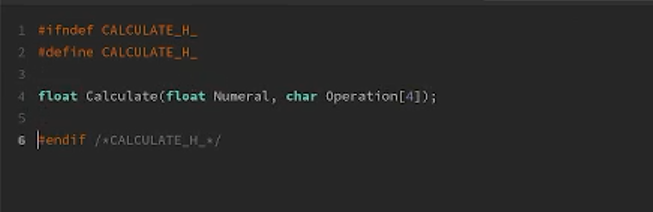 1 #ifndef CALCULATE_H_
2 #define CALCULATE_H_
3
4 float Calculate(float Numeral, char Operation[4]);
5
6 #endif /*CALCULATE_H_*/